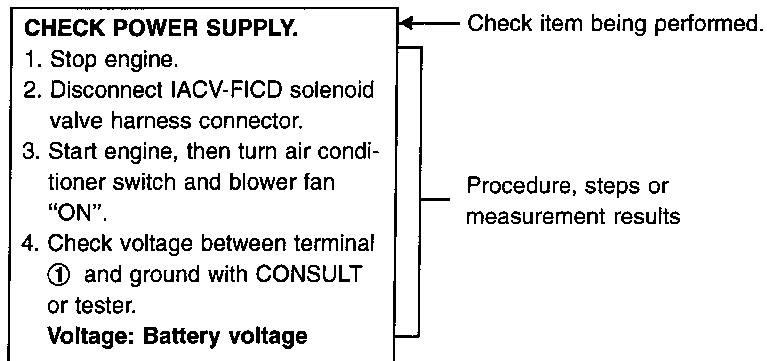 CHECK POWER SUPPLY.
1. Stop engine.
2. Disconnect IACV-FICD solenoid
valve harness connector.
3. Start engine, then turn air condi-
tioner switch and blower fan
“ON”.
4. Check voltage between terminal
① and ground with CONSULT
or tester.
Voltage: Battery voltage
Check item being performed.
Procedure, steps or
measurement results